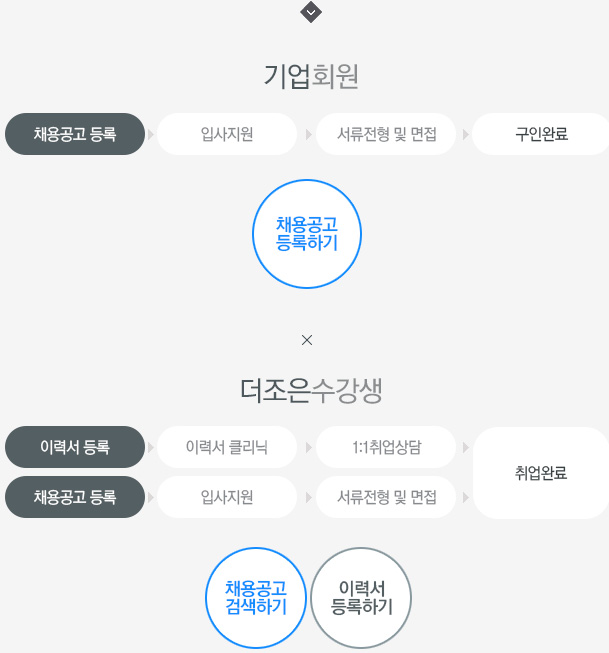 기업회원
채용공고 등록
입사지원
서류전형 및 면접
구인완료
채용공고
등록하기
더조은수강생
이력서 등록
이력서 클리닉
1:1취업상담
채용공고 등록
입사지원
서류전형 및 면접
취업완료
채용공고
검색하기
이력서
등록하기